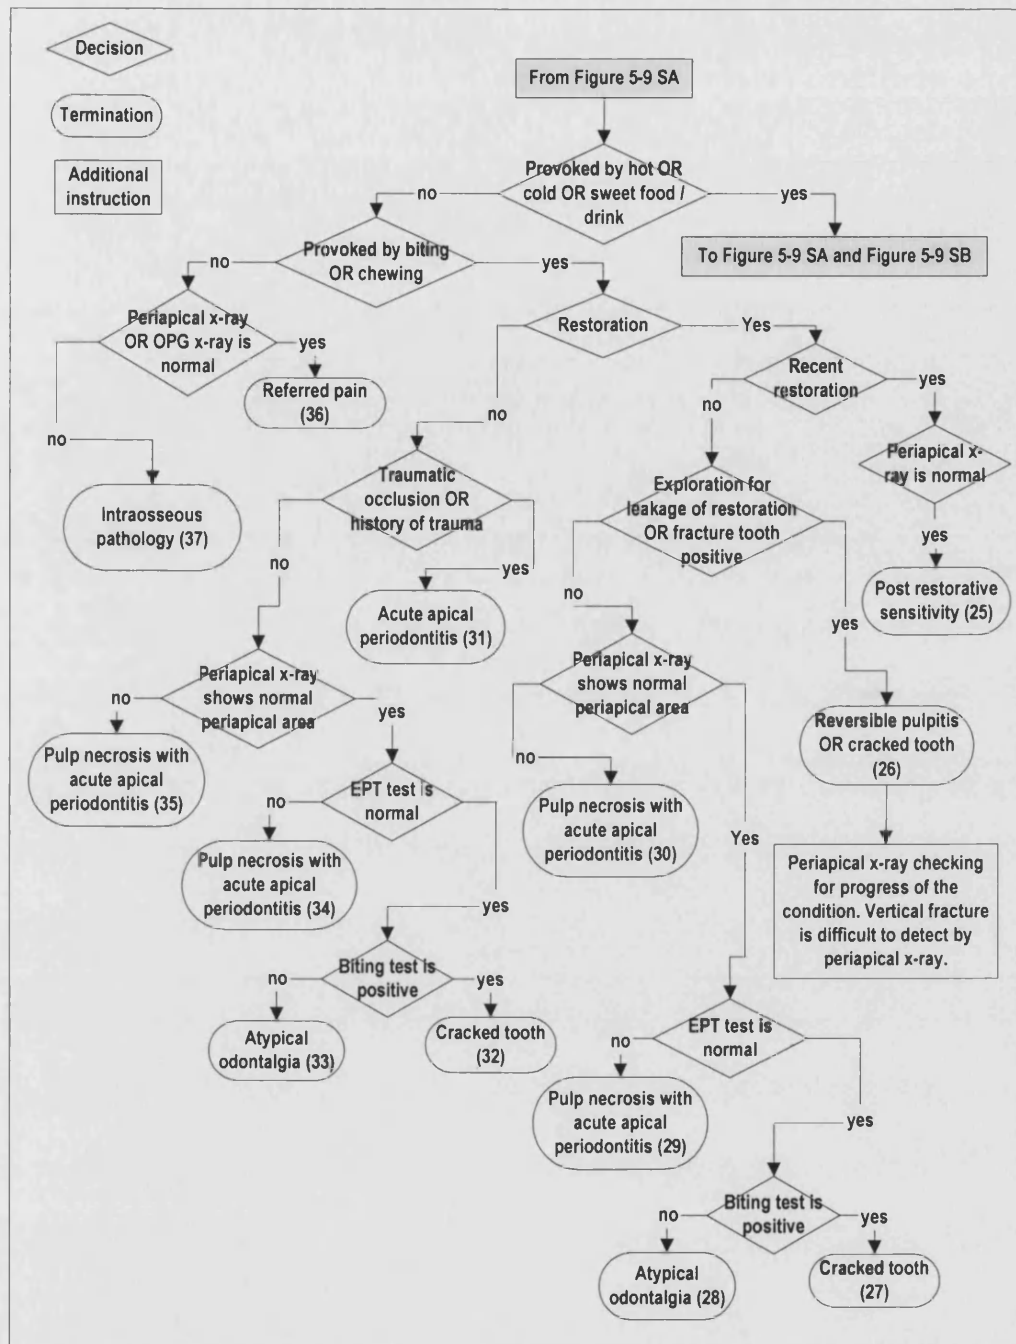 Decision
Termination
Additional
instruction
From Figure 5-9 SA
Provoked by hot OR
cold OR sweet food /
drink
no
yes
To Figure 5-9 SA and Figure 5-9 SB
Provoked by biting
OR chewing
no
yes
Periapical x-ray
OR OPG x-ray is
normal
yes
Referred pain
(36)
no
Intraosseous
pathology (37)
Restoration
no
Yes
Recent
restoration
no
yes
Periapical x-
ray is normal
yes
Post restorative
sensitivity (25)
Traumatic
occlusion OR
history of trauma
no
yes
Acute apical
periodontitis (31)
Exploration for
leakage of restoration
OR fracture tooth
positive
no
yes
Reversible pulpitis
OR cracked tooth
(26)
Periapical x-ray checking
for progress of the
condition. Vertical fracture
is difficult to detect by
periapical x-ray.
Periapical x-ray
shows normal
periapical area
no
yes
Pulp necrosis with
acute apical
periodontitis (35)
EPT test is
normal
no
yes
Pulp necrosis with
acute apical
periodontitis (34)
Biting test is
positive
no
yes
Atypical
odontalgia (33)
Cracked tooth
(32)
Periapical x-ray
shows normal
periapical area
no
Yes
Pulp necrosis with
acute apical
periodontitis (30)
EPT test is
normal
no
yes
Pulp necrosis with
acute apical
periodontitis (29)
Biting test is
positive
no
yes
Atypical
odontalgia (28)
Cracked tooth
(27)